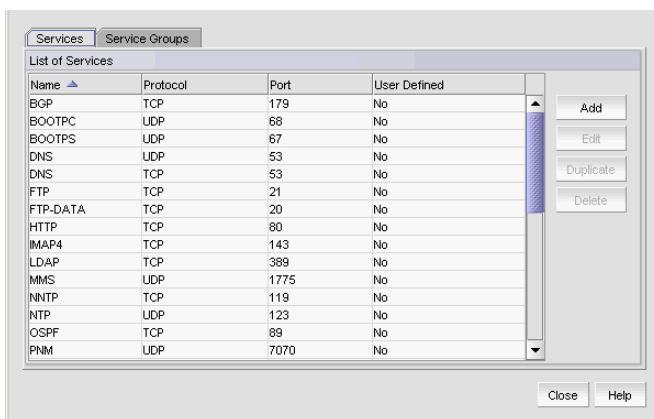 Services Service Groups
List of Services
Name Protocol Port User Defined
BGP TCP 179 No
BOOTPC UDP 68 No
BOOTPS UDP 67 No
DNS UDP 53 No
DNS TCP 53 No
FTP TCP 21 No
FTP-DATA TCP 20 No
HTTP TCP 80 No
IMAP4 TCP 143 No
LDAP TCP 389 No
MMS UDP 1775 No
NNTP TCP 119 No
NTP UDP 123 No
OSPF TCP 89 No
PNM UDP 7070 No
Add
Edit
Duplicate
Delete
Close Help